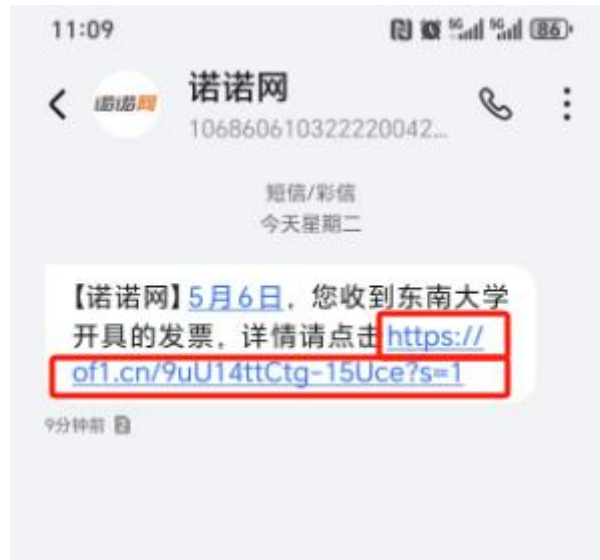 11:09
5G 5G 86
诺诺网
诺诺网
106860610322220042...
短信/彩信
今天星期二
【诺诺网】5月6日，您收到东南大学
开具的发票，详情请点击https://
of1.cn/9uU14ttCtg-15Uce?s=1
9分钟前 2